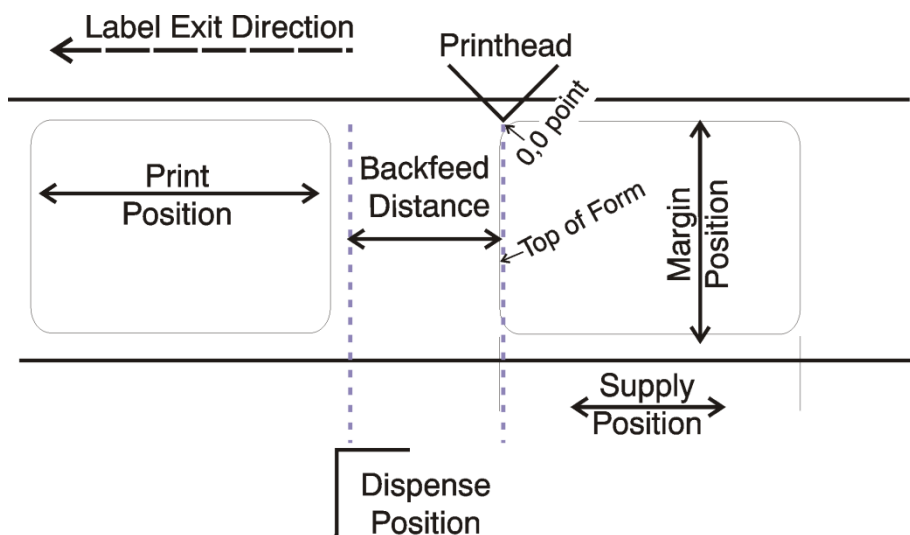 Label Exit Direction
Printhead
0,0 point
Print
Position
Backfeed
Distance
Top of Form
Margin
Position
Supply
Position
Dispense
Position